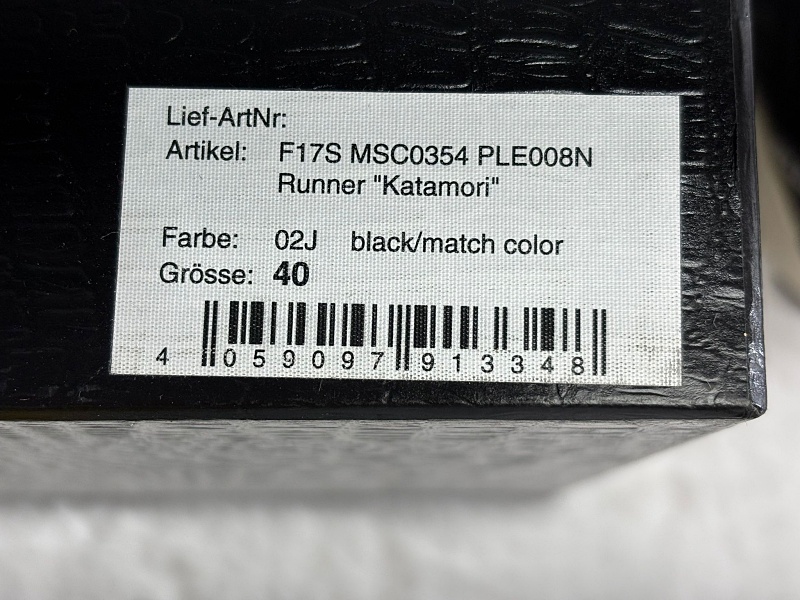 Lief-ArtNr:
Artikel: F17S MSC0354 PLE008N
Runner "Katamori"
Farbe: 02J black/match color
Grösse: 40
4 059097 913348